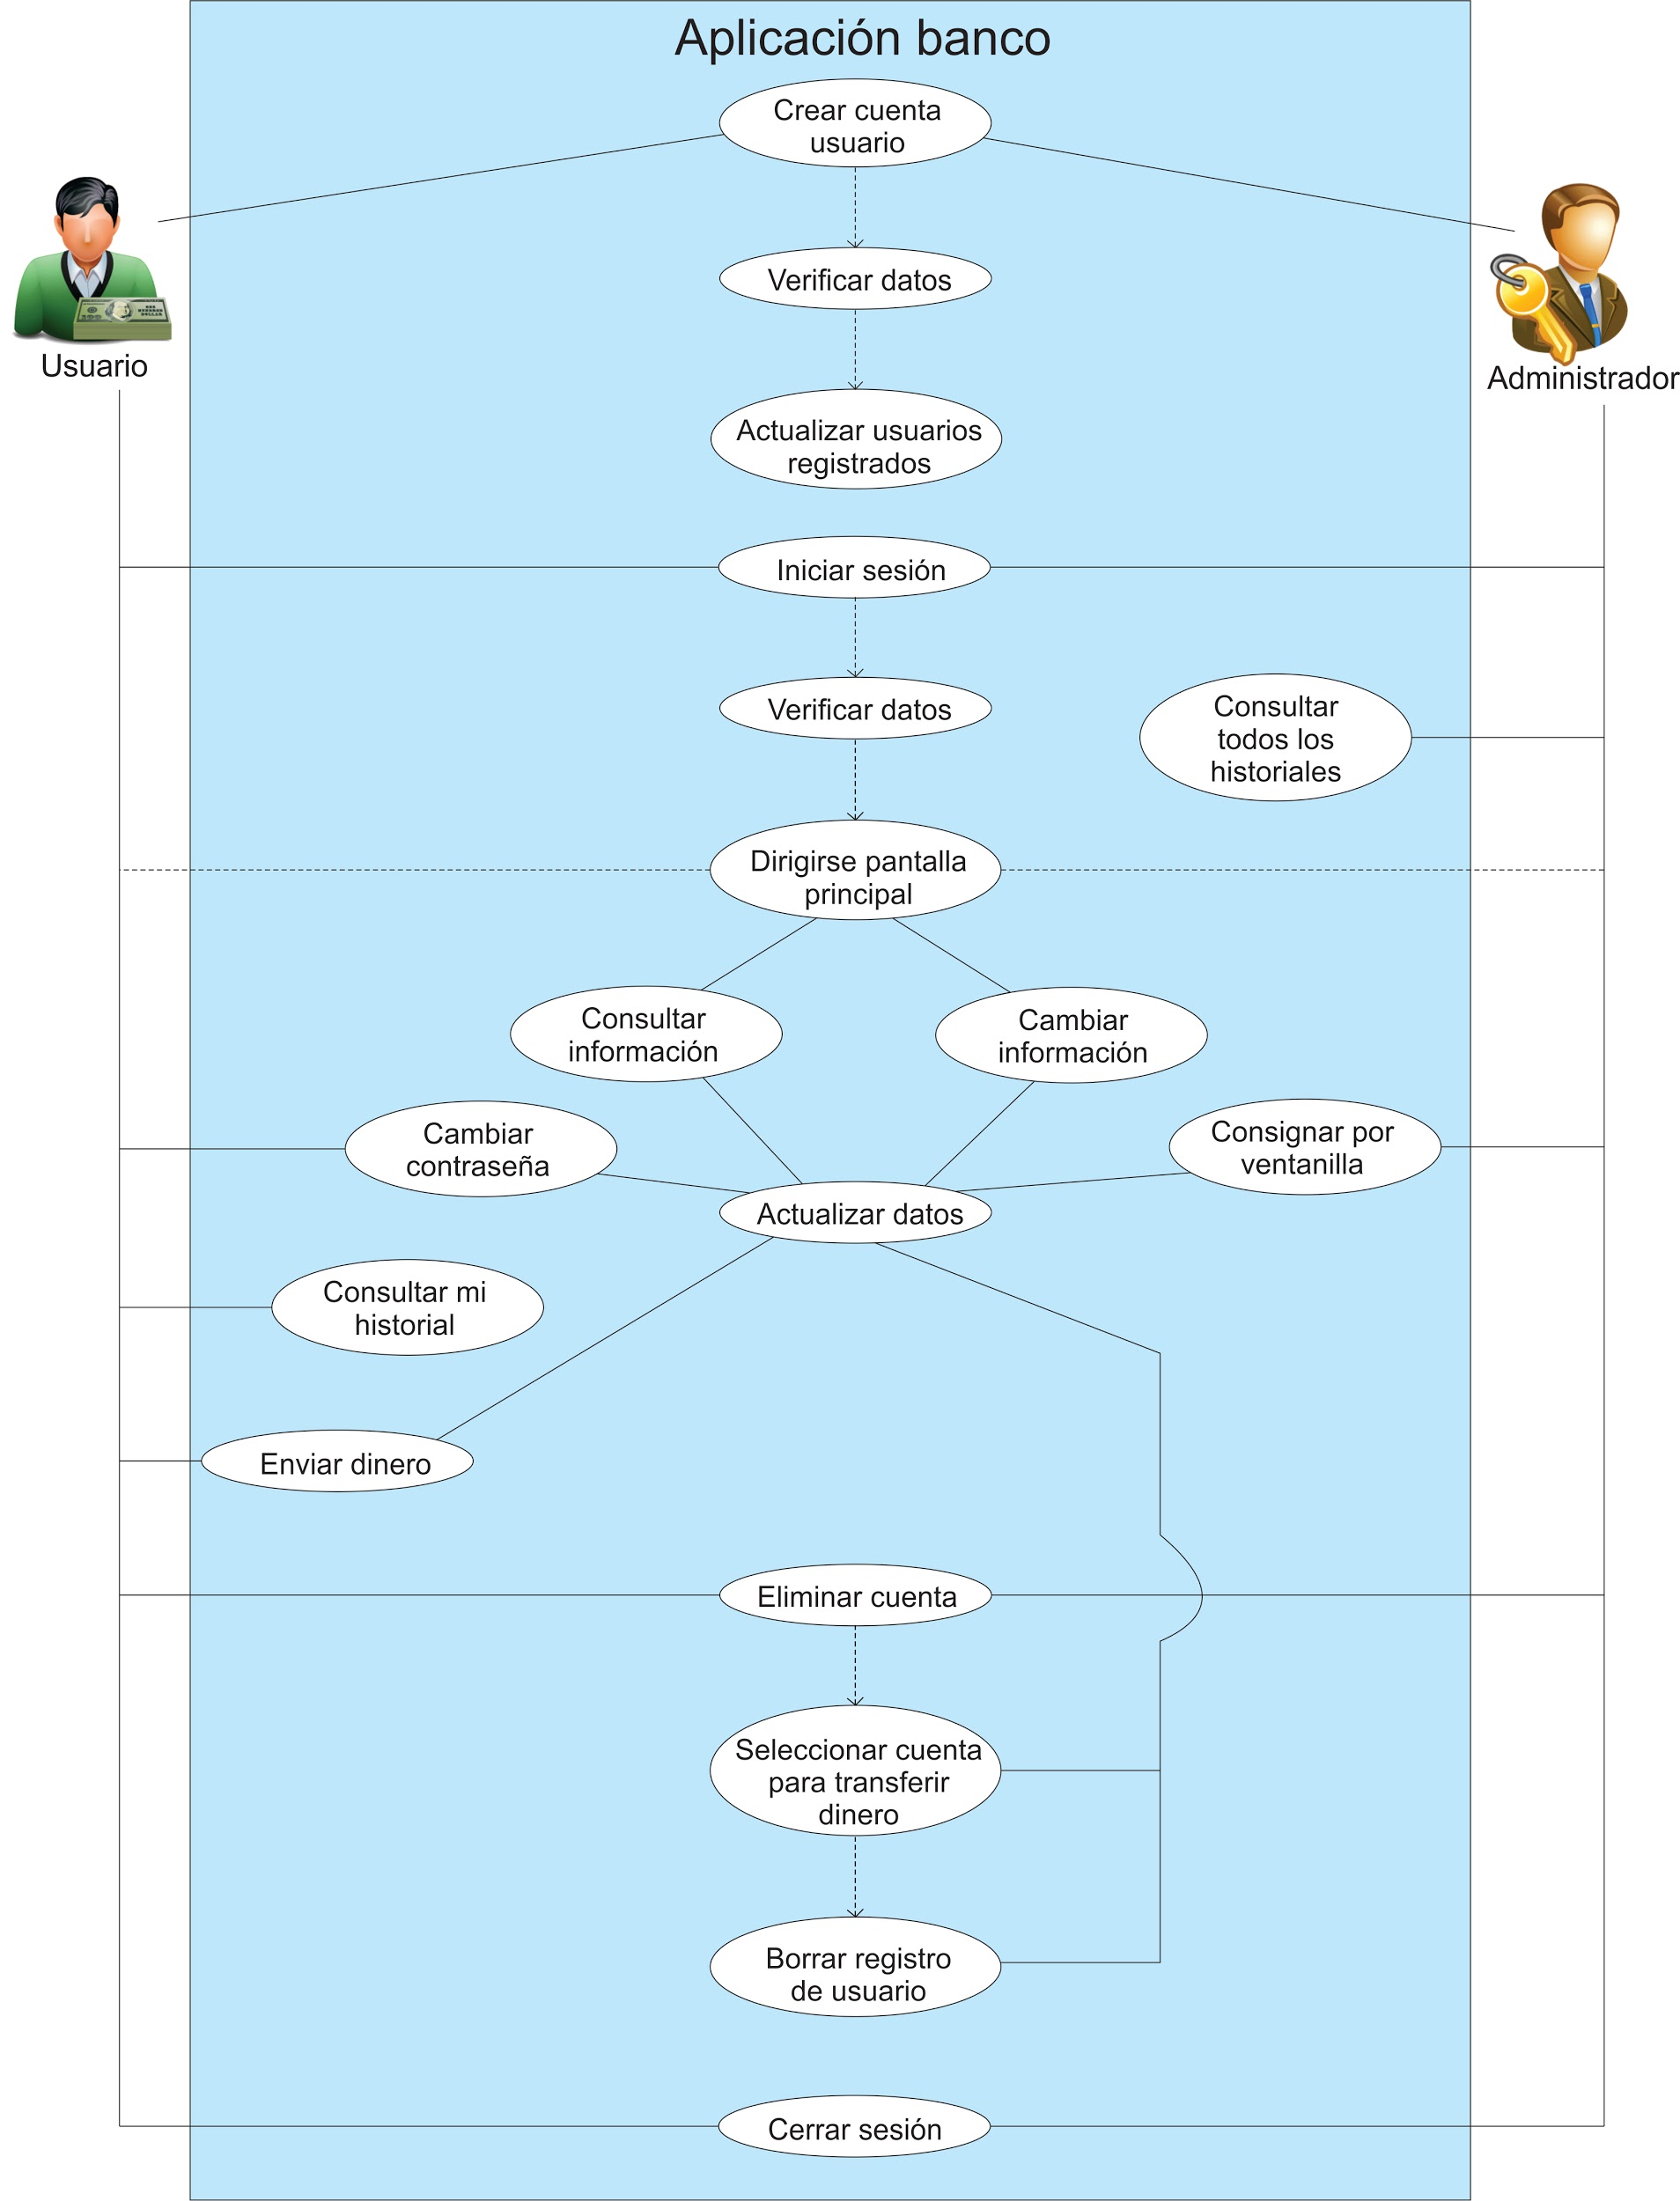 Aplicación banco
Crear cuenta
usuario
Verificar datos
Usuario
Administrador
Actualizar usuarios
registrados
Iniciar sesión
Verificar datos
Consultar
todos los
historiales
Dirigirse pantalla
principal
Consultar
información
Cambiar
información
Cambiar
contraseña
Consignar por
ventanilla
Actualizar datos
Consultar mi
historial
Enviar dinero
Eliminar cuenta
Seleccionar cuenta
para transferir
dinero
Borrar registro
de usuario
Cerrar sesión